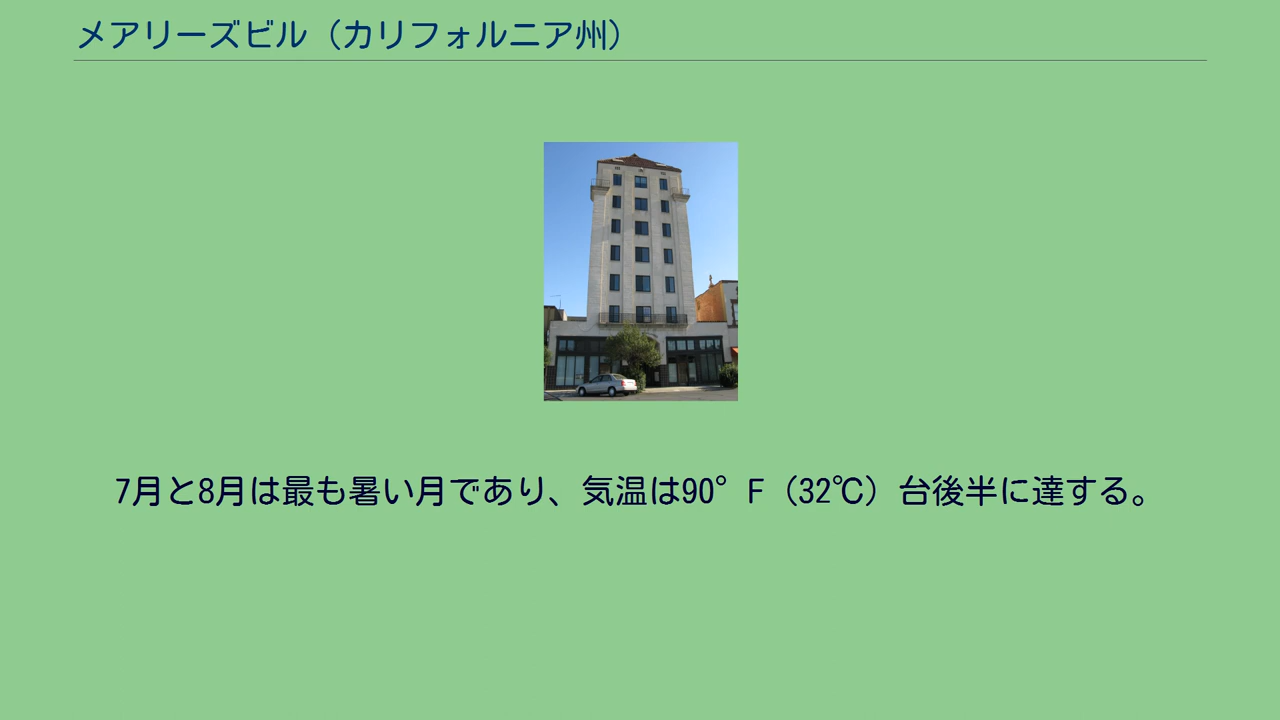 メアリーズビル（カリフォルニア州）
7月と8月は最も暑い月であり、気温は90°F（32℃）台後半に達する。